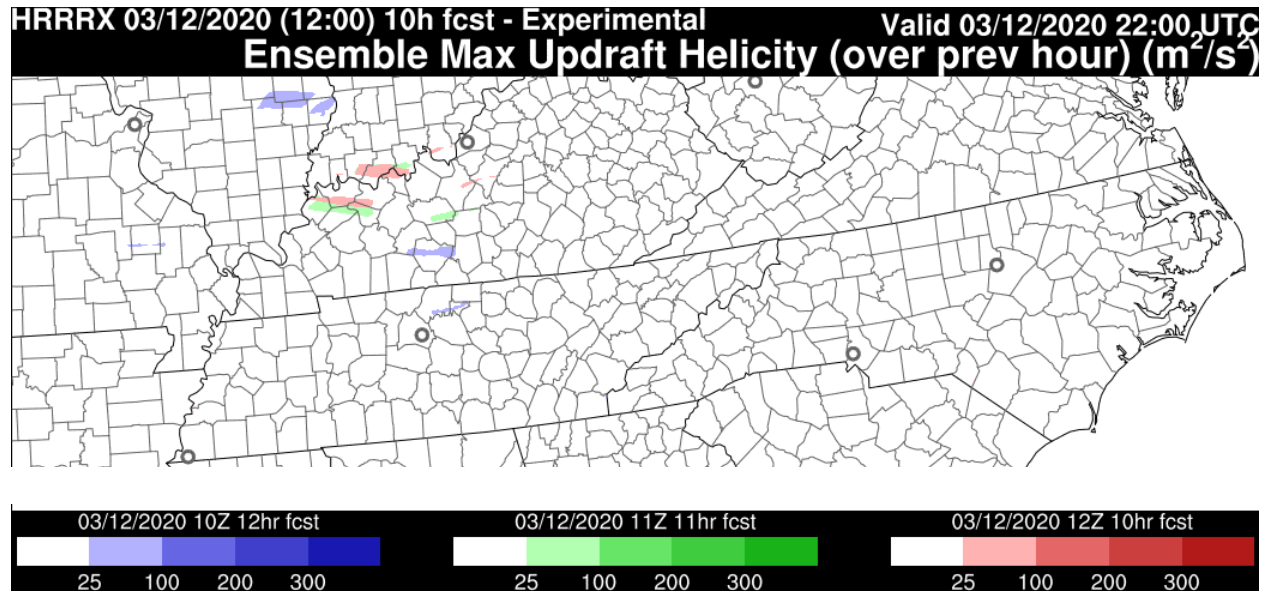 HRRRX 03/12/2020 (12:00) 10h fcst - Experimental Valid 03/12/2020 22:00 UTC
Ensemble Max Updraft Helicity (over prev hour) (m²/s²)
03/12/2020 10Z 12hr fcst 03/12/2020 11Z 11hr fcst 03/12/2020 12Z 10hr fcst
25 100 200 300 25 100 200 300 25 100 200 300